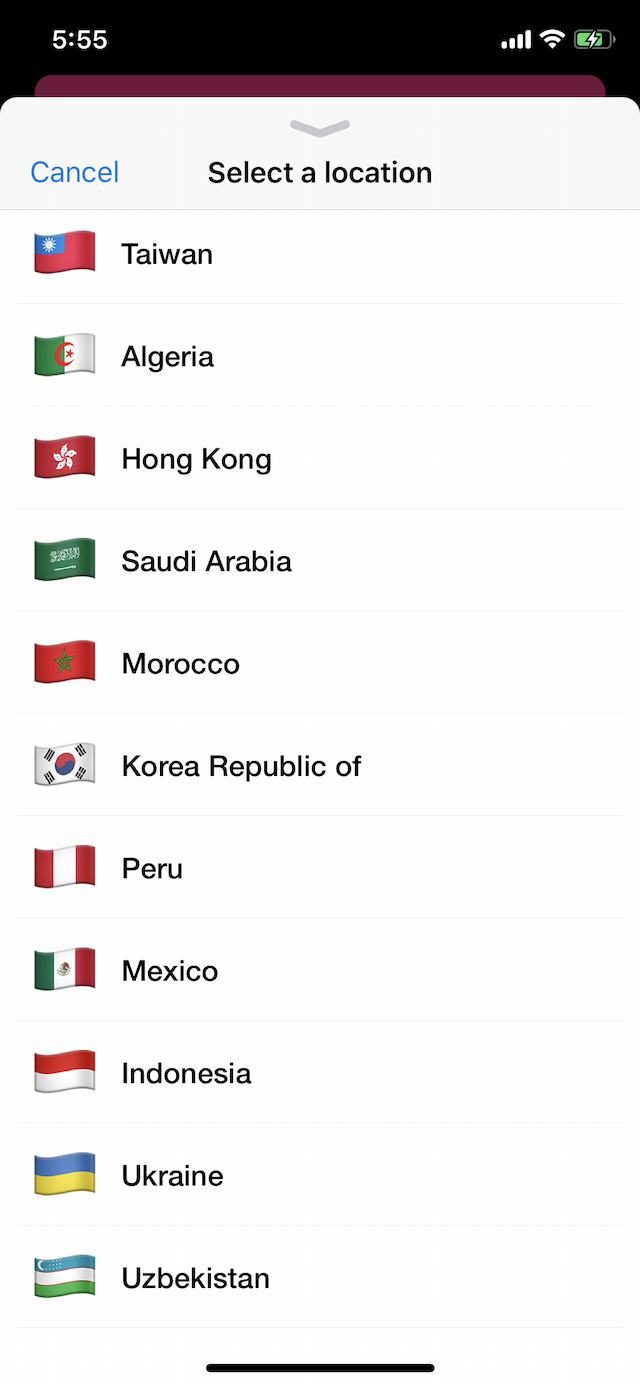 5:55
Cancel Select a location
Taiwan
Algeria
Hong Kong
Saudi Arabia
Morocco
Korea Republic of
Peru
Mexico
Indonesia
Ukraine
Uzbekistan